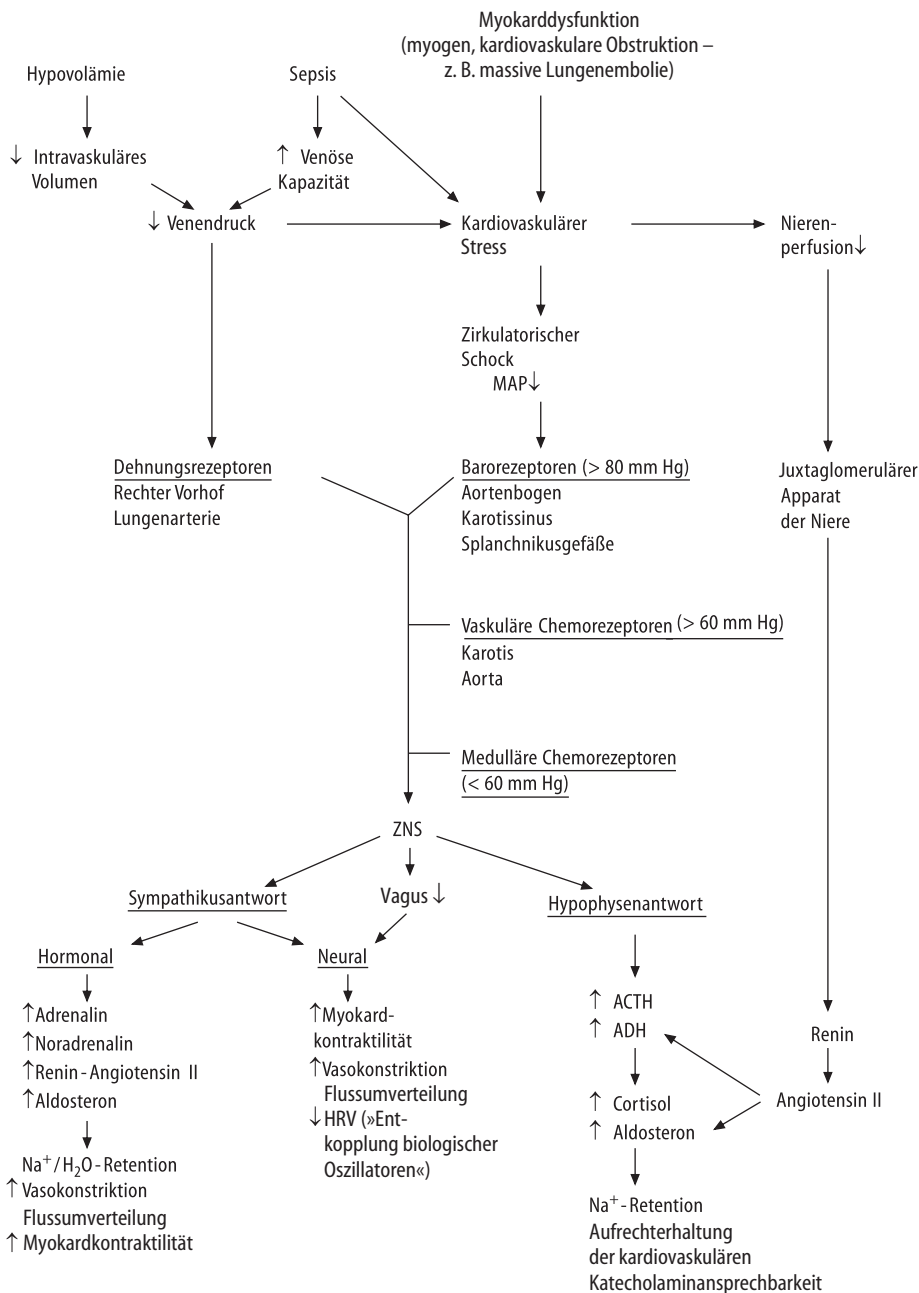 Myokarddysfunktion
(myogen, kardiovaskulare Obstruktion –
z. B. massive Lungenembolie)
Hypovolämie
Sepsis
↓ Intravaskuläres
Volumen
↑ Venöse
Kapazität
↓ Venendruck
Kardiovaskulärer
Stress
Nieren-
perfusion↓
Zirkulatorischer
Schock
MAP↓
Dehnungsrezeptoren
Rechter Vorhof
Lungenarterie
Barorezeptoren (> 80 mm Hg)
Aortenbogen
Karotissinus
Splanchnikusgefäße
Juxtaglomerulärer
Apparat
der Niere
Vaskuläre Chemorezeptoren (> 60 mm Hg)
Karotis
Aorta
Medulläre Chemorezeptoren
(< 60 mm Hg)
ZNS
Sympathikusantwort
Vagus ↓
Hypophysenantwort
Hormonal
↑Adrenalin
↑Noradrenalin
↑Renin-Angiotensin II
↑Aldosteron
Na⁺/H₂O-Retention
↑ Vasokonstriktion
Flussumverteilung
↑ Myokardkontraktilität
Neural
↑Myokard-
kontraktilität
↑Vasokonstriktion
Flussumverteilung
↓HRV (»Ent-
kopplung biologischer
Oszillatoren«)
↑ ACTH
↑ ADH
↑ Cortisol
↑ Aldosteron
Na⁺-Retention
Aufrechterhaltung
der kardiovaskulären
Katecholaminansprechbarkeit
Renin
Angiotensin II